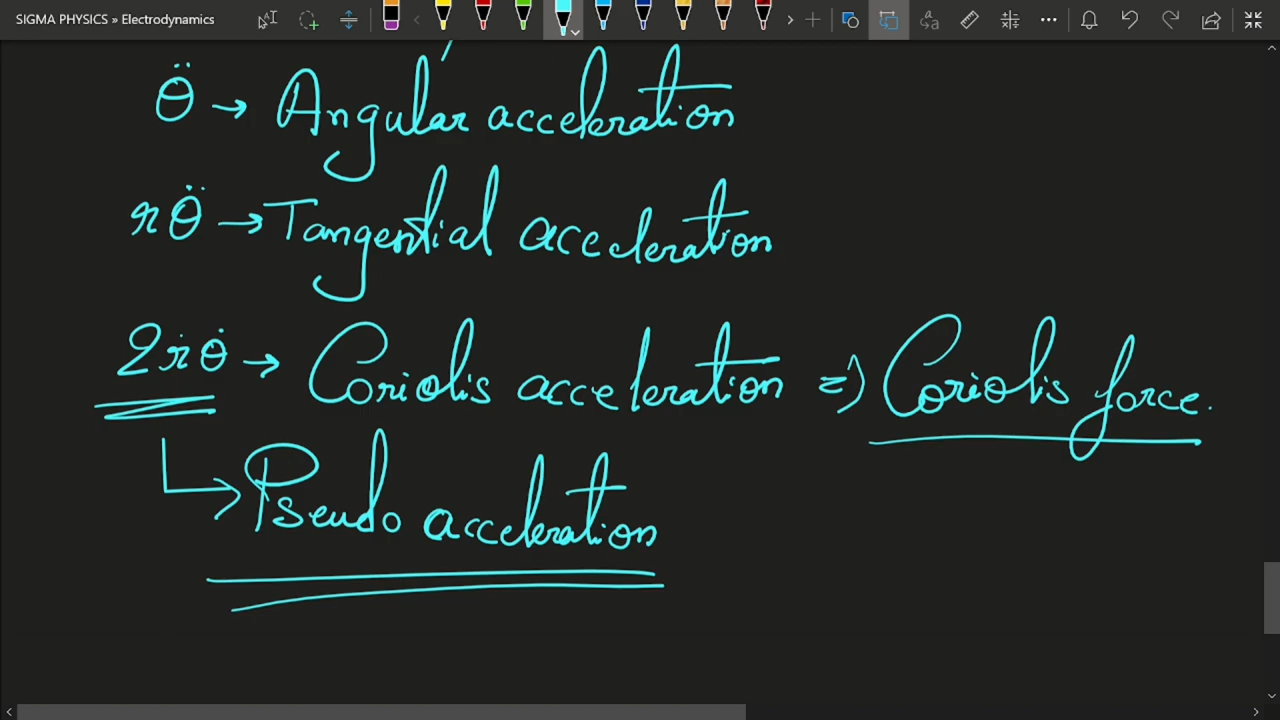 SIGMA PHYSICS » Electrodynamics
θ̈ → Angular acceleration
rθ̈ → Tangential acceleration
2ṙθ̇ → Coriolis acceleration ⇒ Coriolis force.
↳ Pseudo acceleration